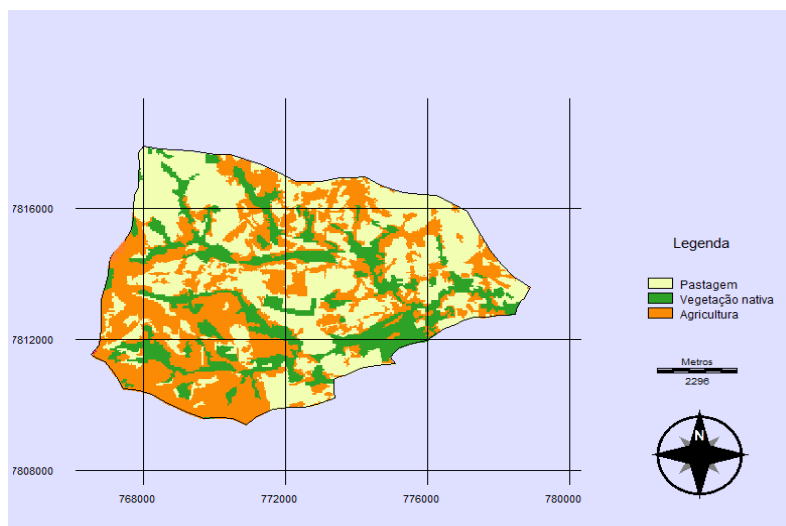 7816000
7812000
7808000
768000
772000
776000
780000
Legenda
Pastagem
Vegetação nativa
Agricultura
Metros
2296
N